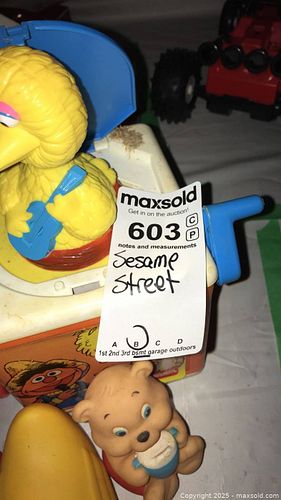 maxsold
Get in on the auction!
603 C
P
notes and measurements
Sesame
Street
A B C D
1st 2nd 3rd bsmt garage outdoors
Copyright 2025 - maxsold.com